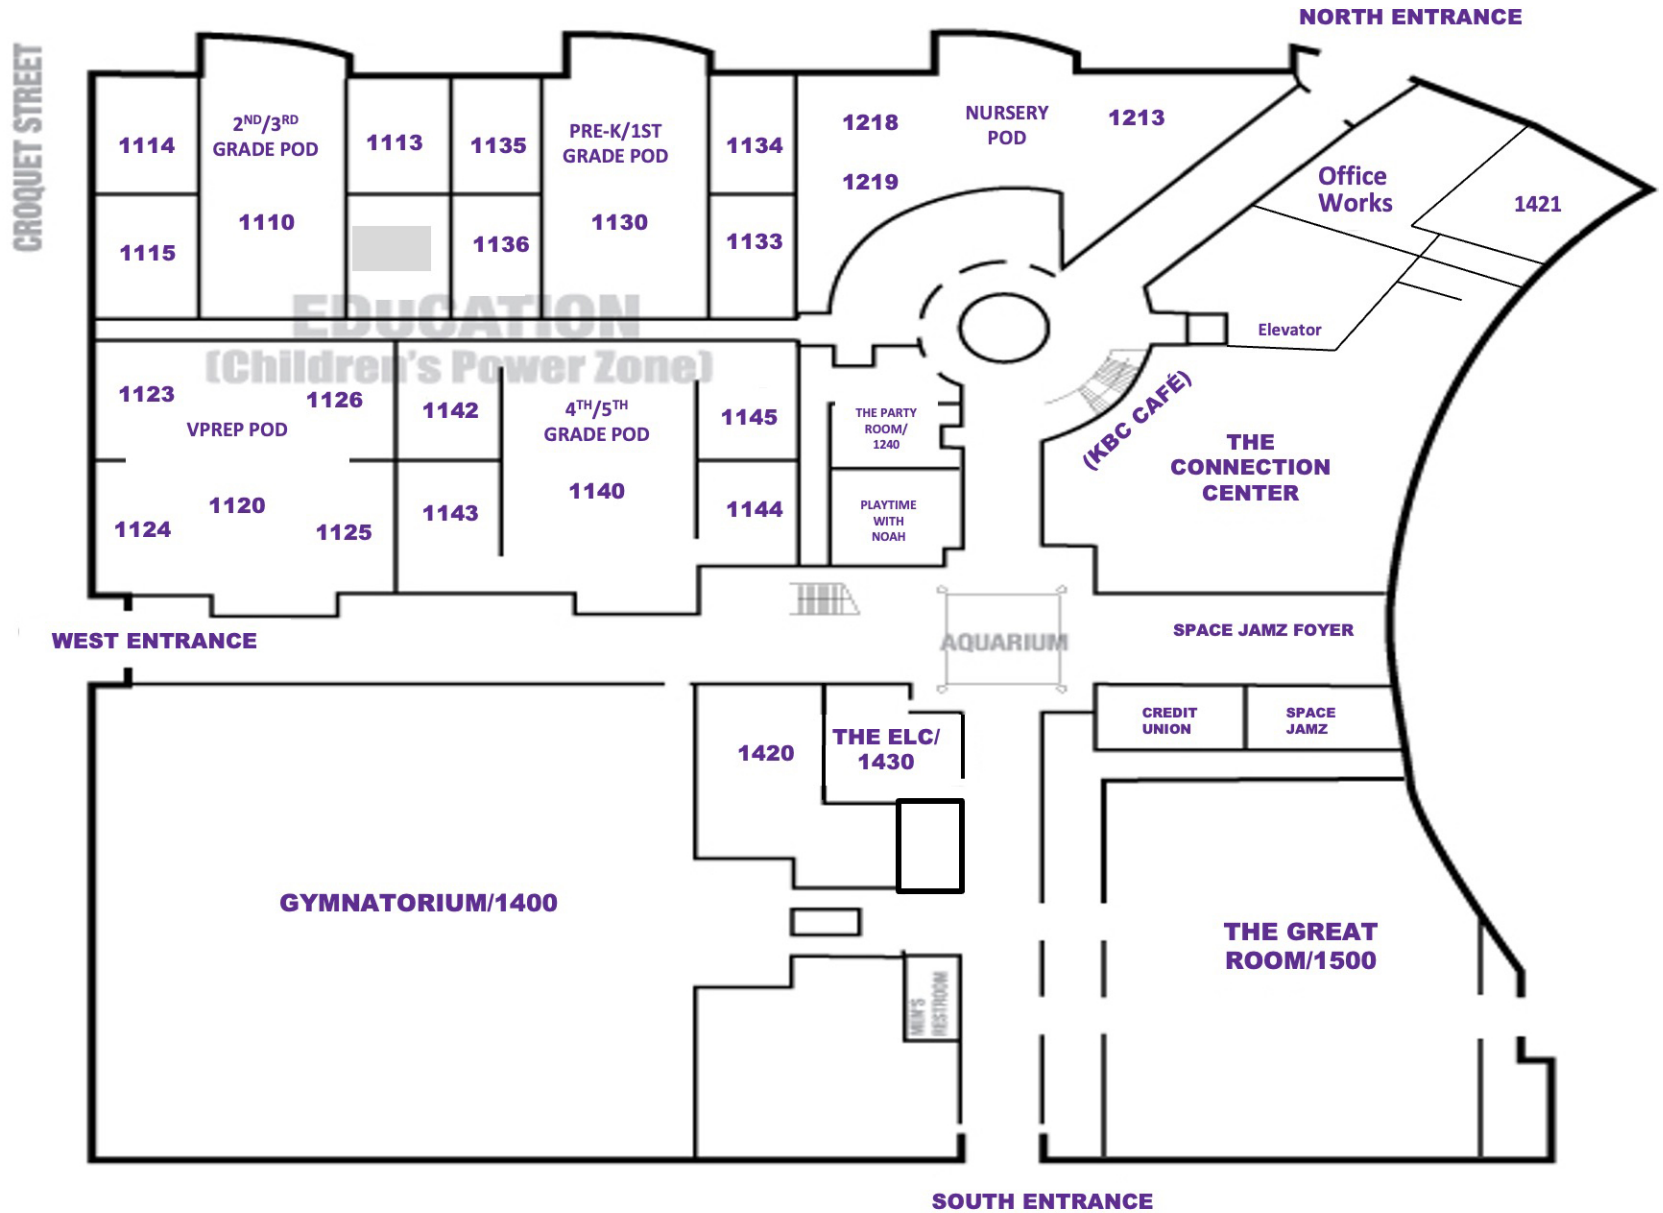 NORTH ENTRANCE
CROQUET STREET
1114
2ND/3RD
GRADE POD
1113
1135
PRE-K/1ST
GRADE POD
1134
1218
NURSERY
POD
1213
1219
Office
Works
1421
1115
1110
1136
1130
1133
EDuCATION
(Children's Power Zone)
Elevator
1123
1126
VPREP POD
1142
4TH/5TH
GRADE POD
1145
THE PARTY
ROOM/
1240
(KBC CAFÉ)
THE
CONNECTION
CENTER
1120
1124
1125
1143
1140
1144
PLAYTIME
WITH
NOAH
WEST ENTRANCE
AQUARIUM
SPACE JAMZ FOYER
CREDIT
UNION
SPACE
JAMZ
1420
THE ELC/
1430
GYMNATORIUM/1400
THE GREAT
ROOM/1500
MEN'S
RESTROOM
SOUTH ENTRANCE